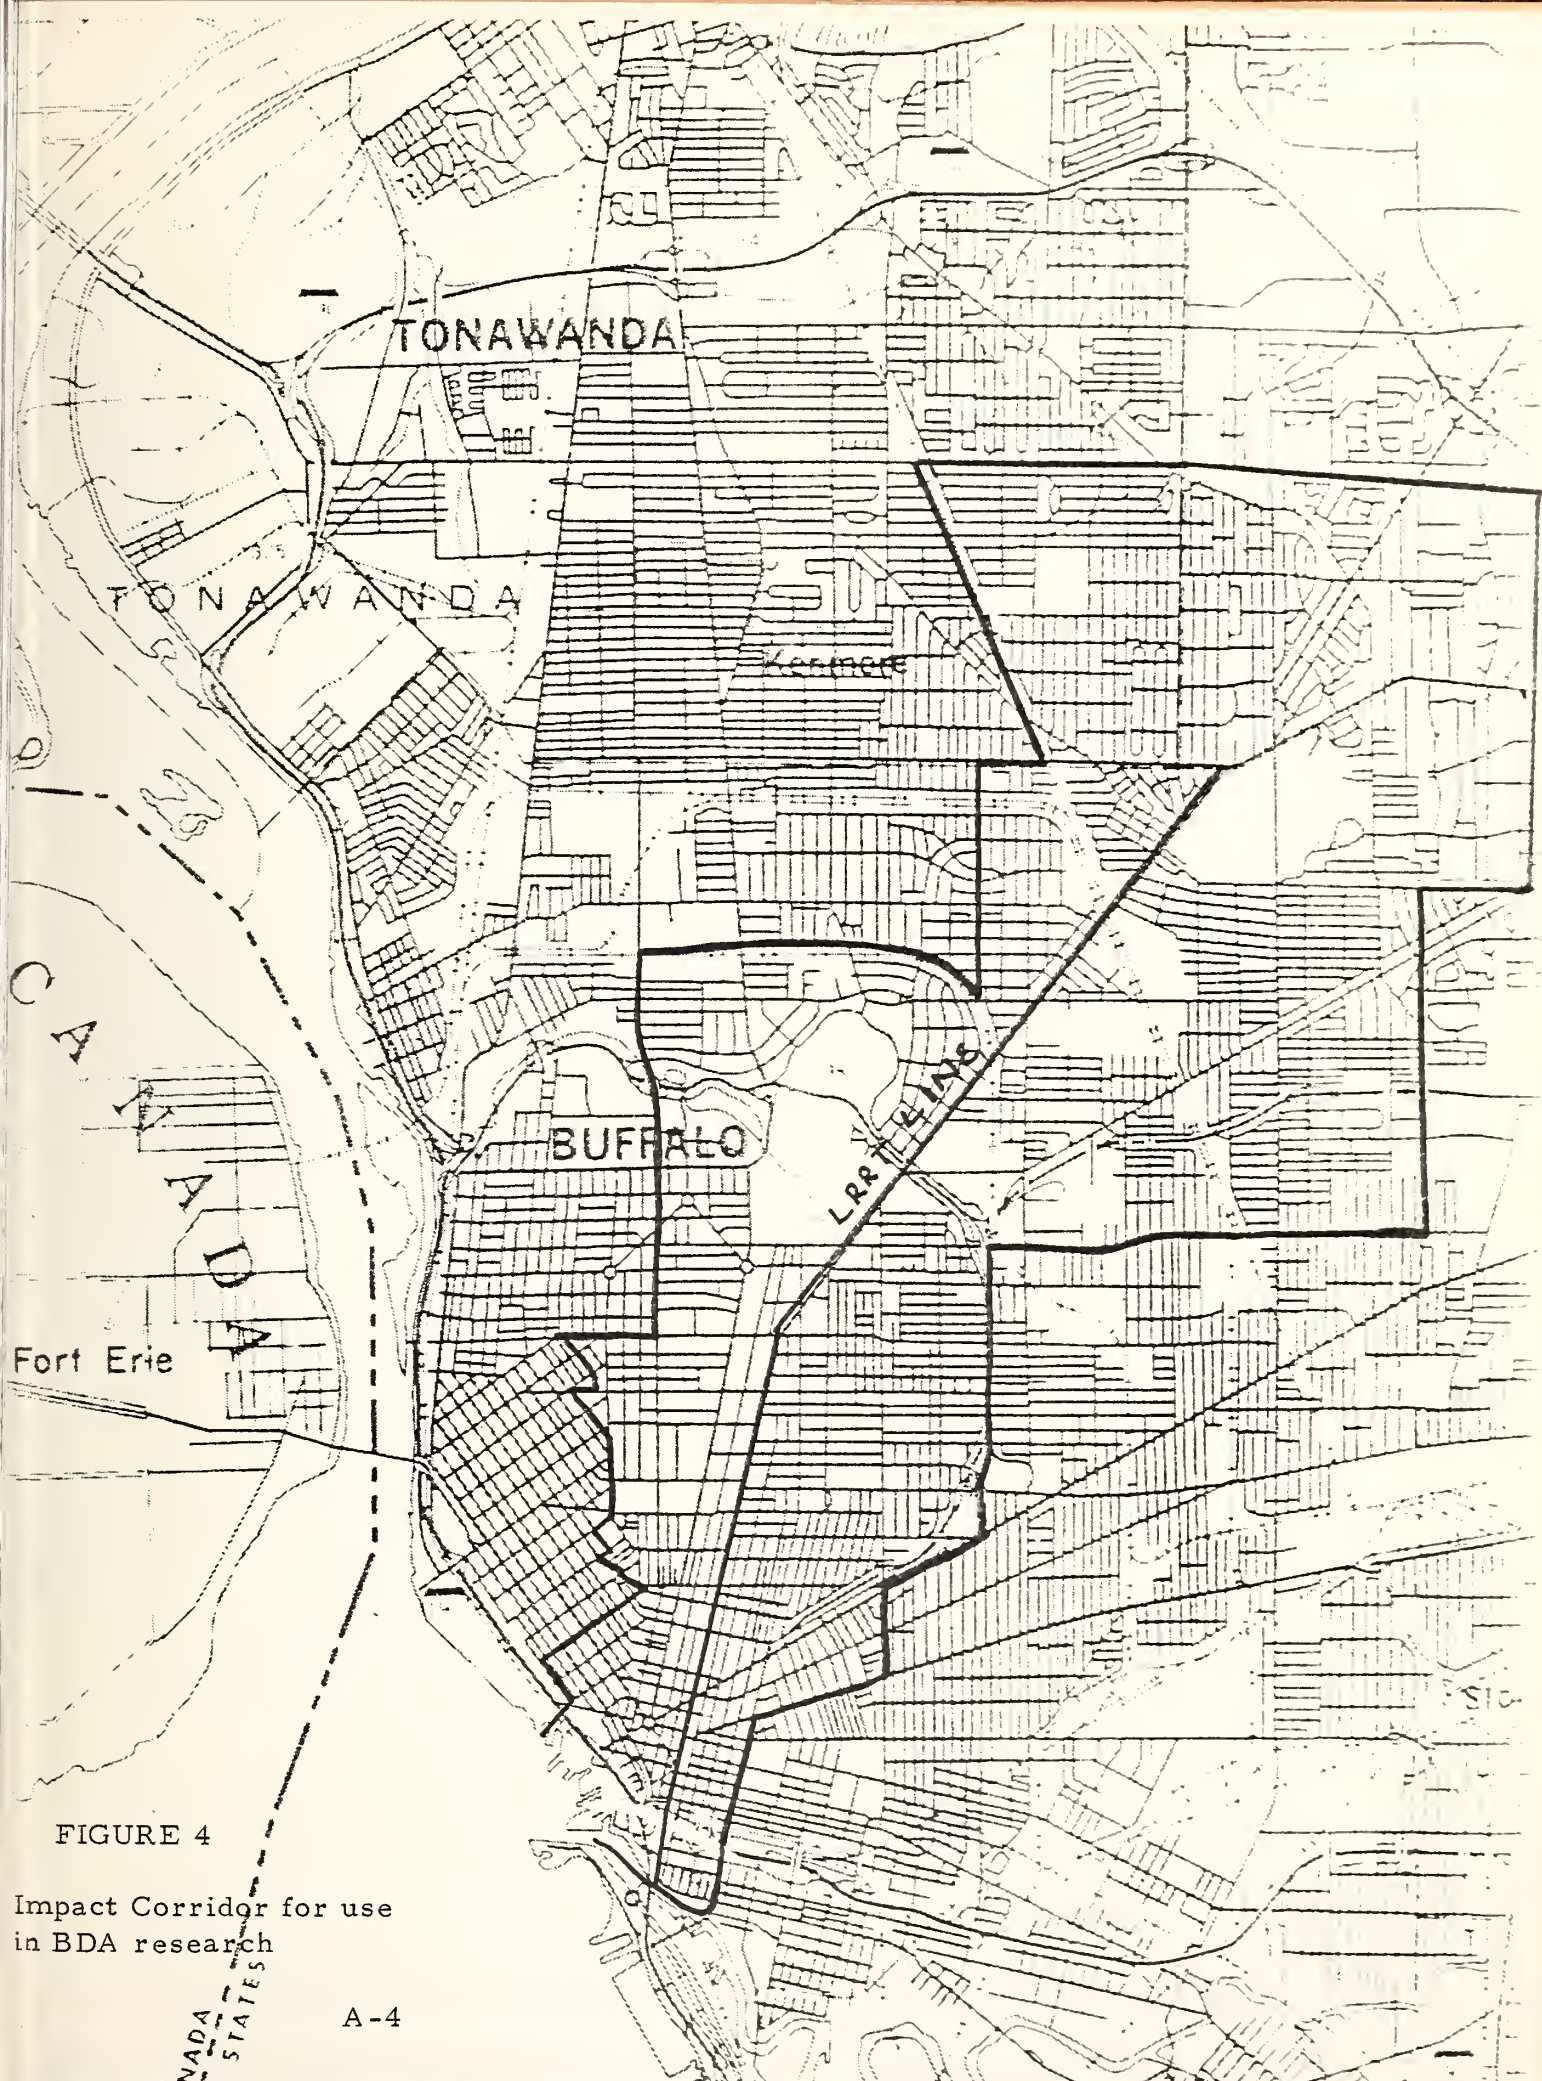 TONAWANDA
TONAWANDA
Kenmore
CANADA
LRRT LINE
BUFFALO
Fort Erie
FIGURE 4
Impact Corridor for use
in BDA research
STATES
A-4